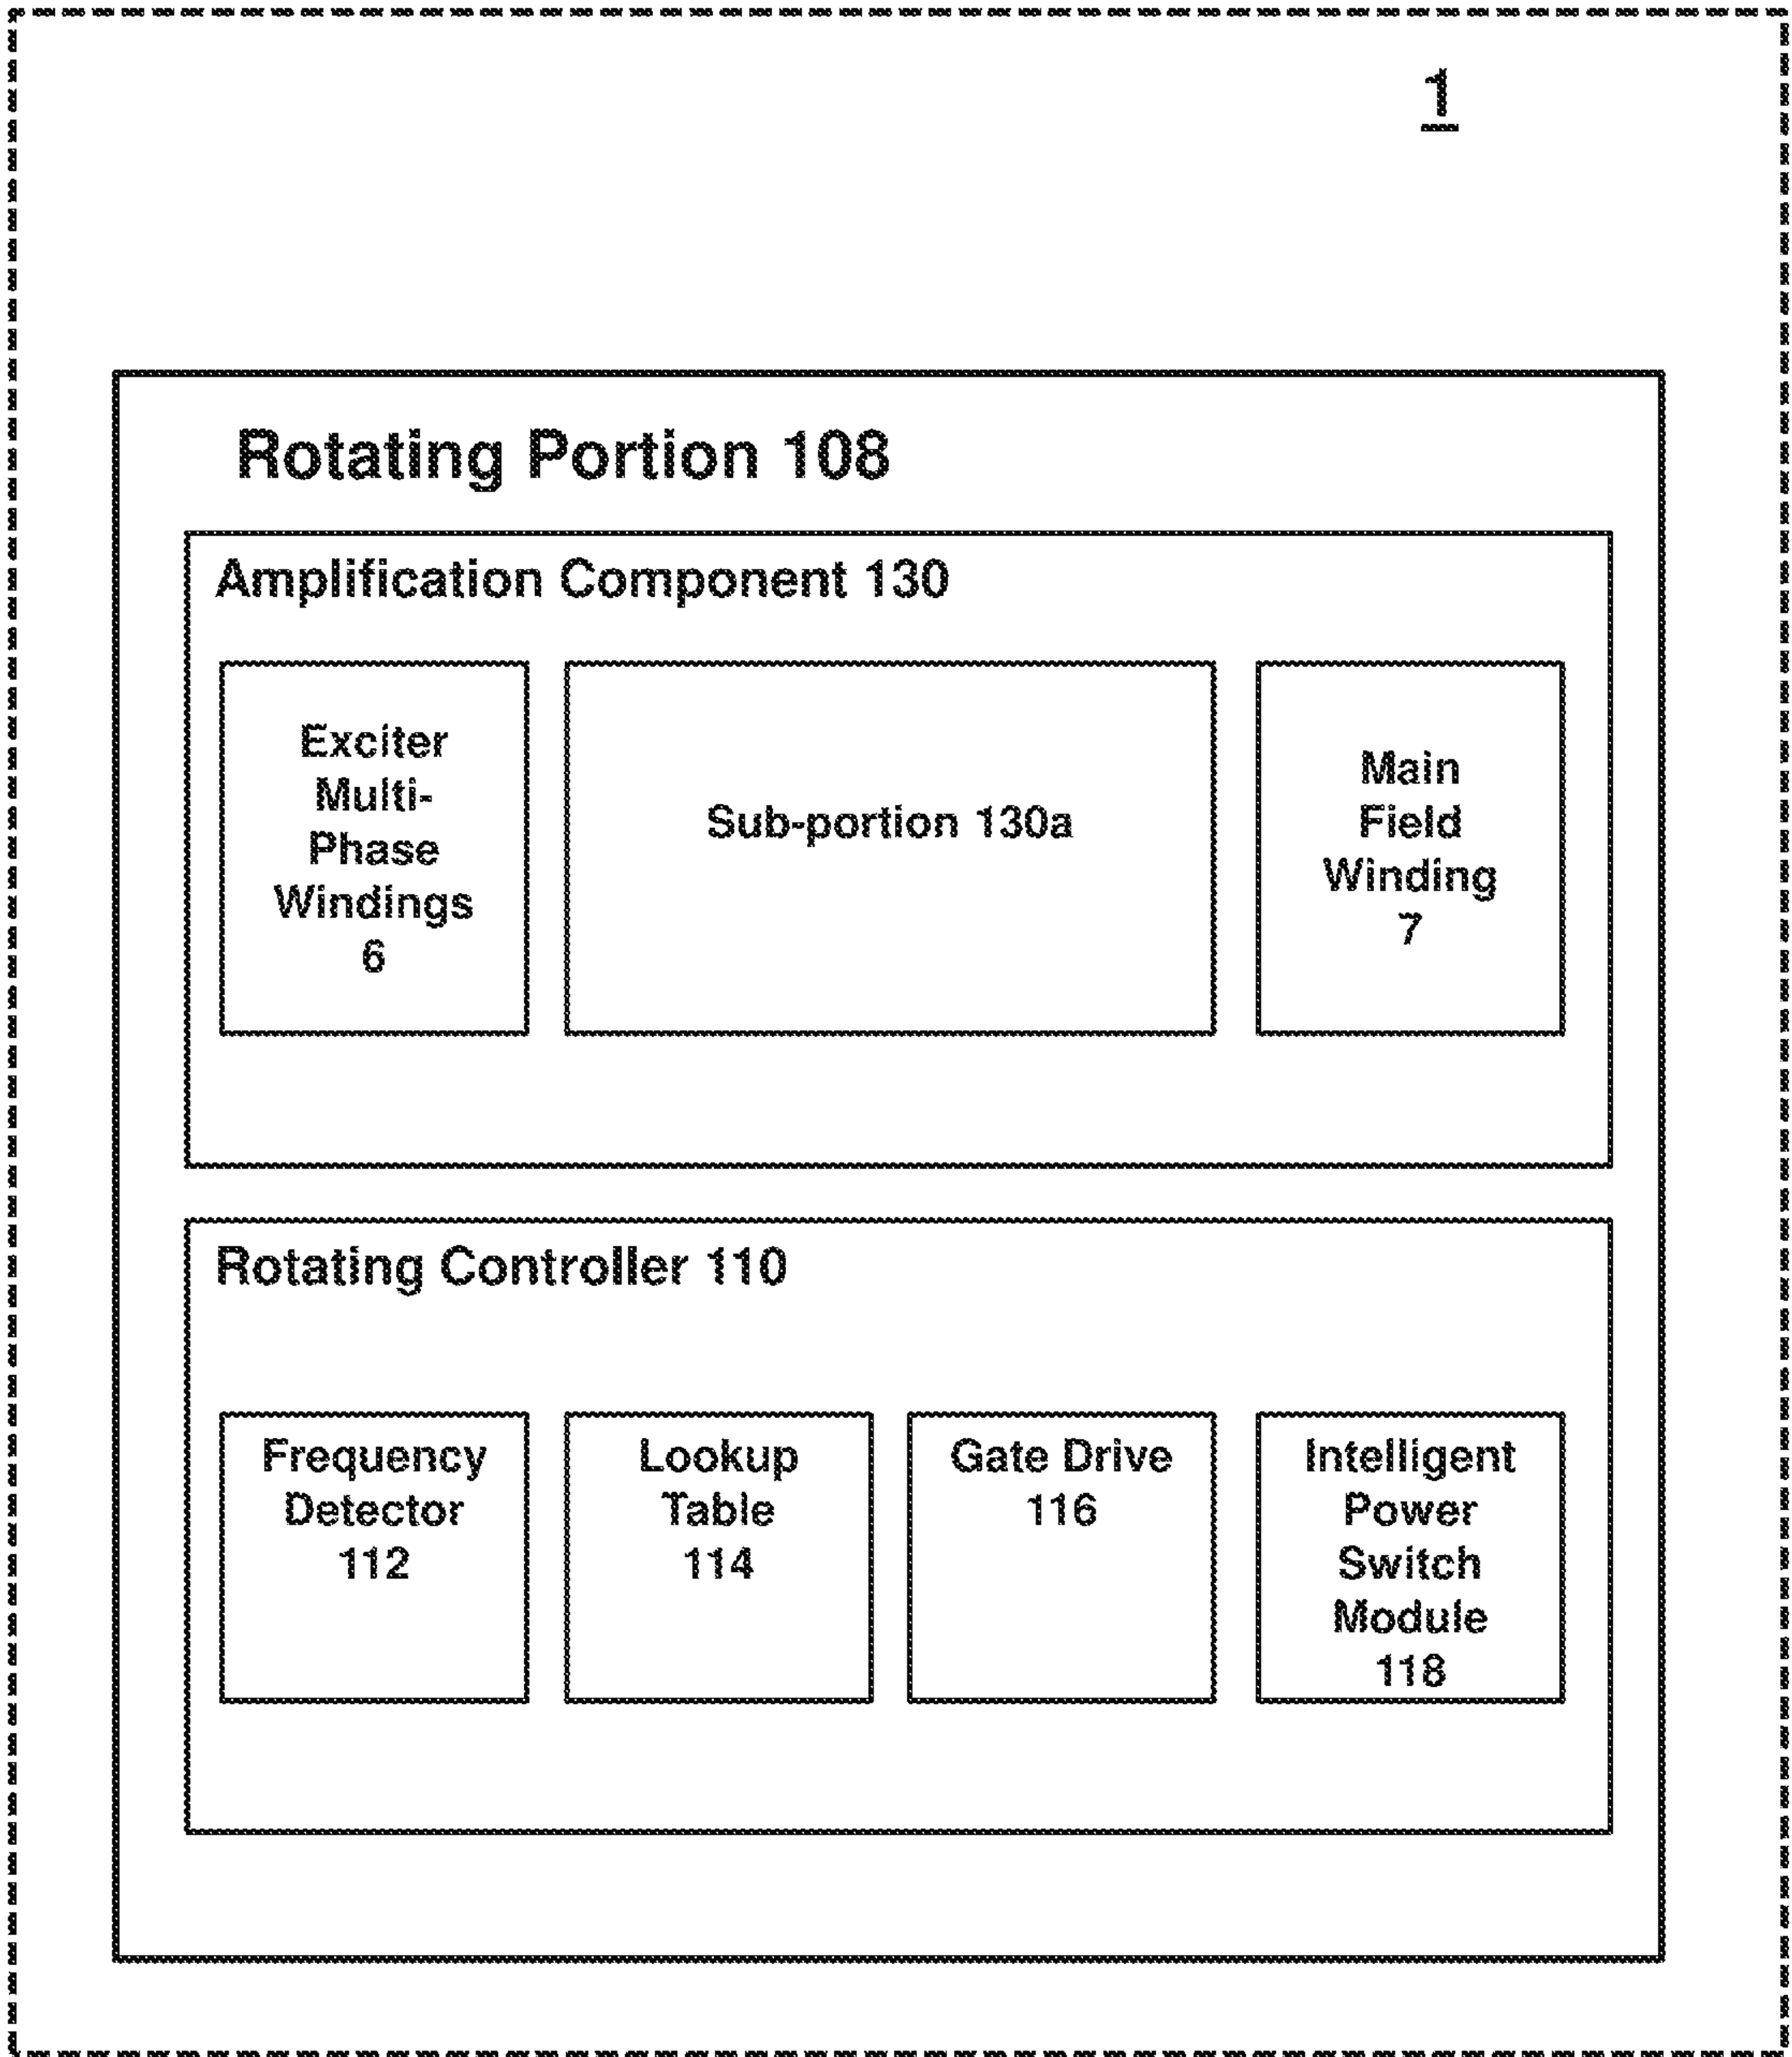 1
Rotating Portion 108
Amplification Component 130
Exciter
Multi-
Phase
Windings
6
Sub-portion 130a
Main
Field
Winding
7
Rotating Controller 110
Frequency
Detector
112
Lookup
Table
114
Gate Drive
116
Intelligent
Power
Switch
Module
118